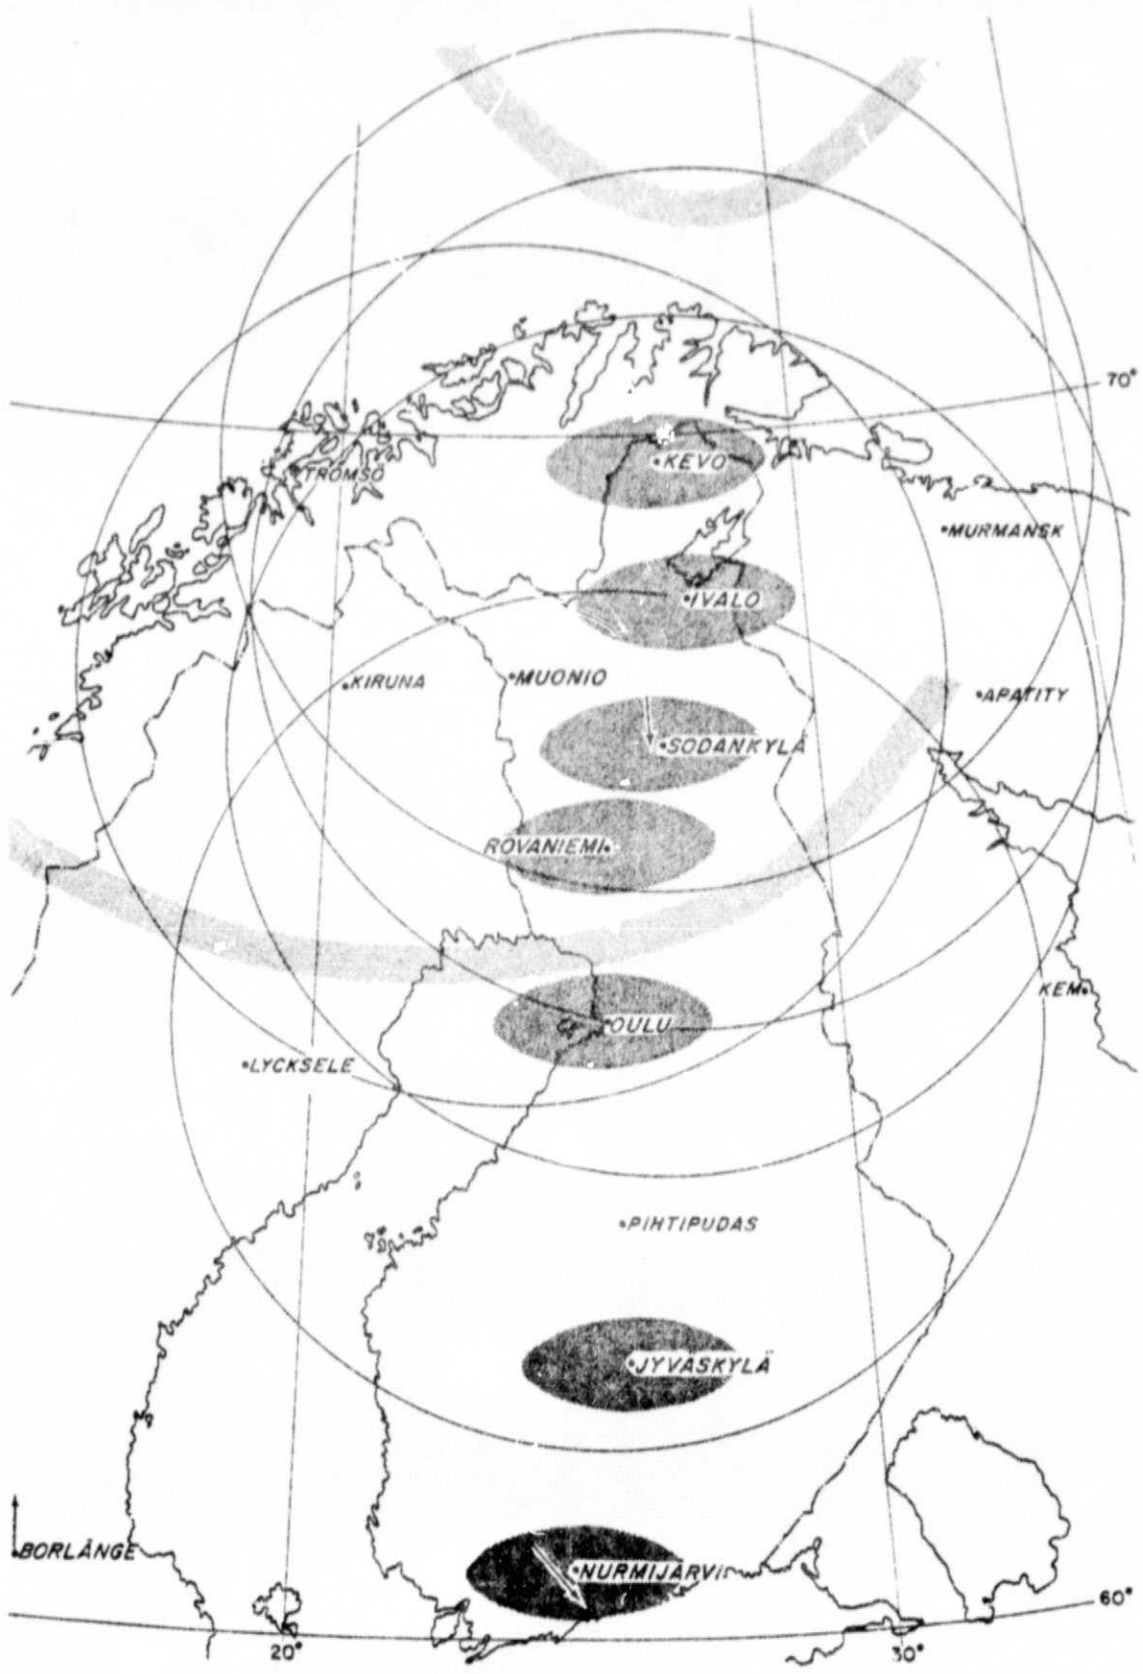 70°
KEVO
TROMSÖ
MURMANSK
IVALO
KIRUNA
MUONIO
APATITY
SODANKYLÄ
ROVANIEMI
KEM
OULU
LYCKSELE
PIHTIPUDAS
JYVÄSKYLÄ
BORLÄNGE
NURMIJÄRVI
60°
20°
30°